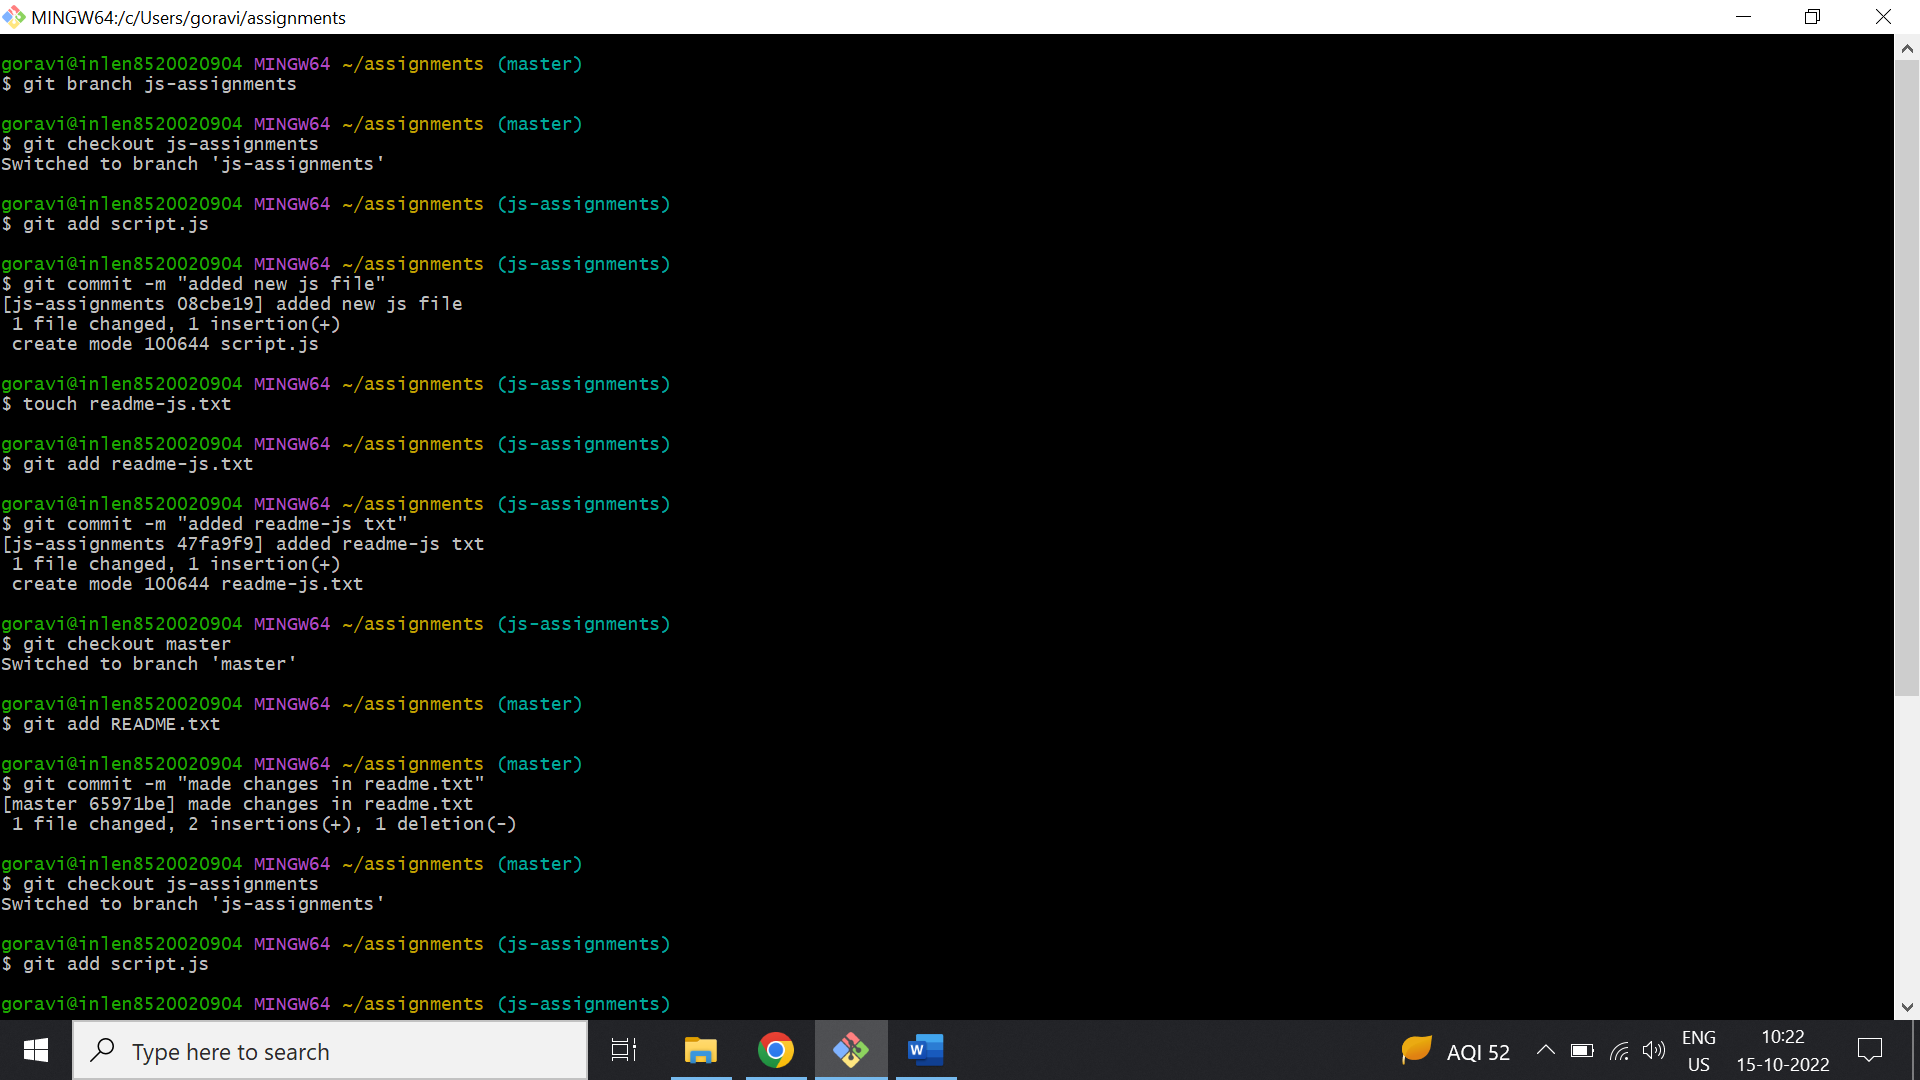 MINGW64:/c/Users/goravi/assignments
goravi@inlen8520020904 MINGW64 ~/assignments (master)
$ git branch js-assignments
goravi@inlen8520020904 MINGW64 ~/assignments (master)
$ git checkout js-assignments
Switched to branch 'js-assignments'
goravi@inlen8520020904 MINGW64 ~/assignments (js-assignments)
$ git add script.js
goravi@inlen8520020904 MINGW64 ~/assignments (js-assignments)
$ git commit -m "added new js file"
[js-assignments 08cbe19] added new js file
 1 file changed, 1 insertion(+)
 create mode 100644 script.js
goravi@inlen8520020904 MINGW64 ~/assignments (js-assignments)
$ touch readme-js.txt
goravi@inlen8520020904 MINGW64 ~/assignments (js-assignments)
$ git add readme-js.txt
goravi@inlen8520020904 MINGW64 ~/assignments (js-assignments)
$ git commit -m "added readme-js txt"
[js-assignments 47fa9f9] added readme-js txt
 1 file changed, 1 insertion(+)
 create mode 100644 readme-js.txt
goravi@inlen8520020904 MINGW64 ~/assignments (js-assignments)
$ git checkout master
Switched to branch 'master'
goravi@inlen8520020904 MINGW64 ~/assignments (master)
$ git add README.txt
goravi@inlen8520020904 MINGW64 ~/assignments (master)
$ git commit -m "made changes in readme.txt"
[master 65971be] made changes in readme.txt
 1 file changed, 2 insertions(+), 1 deletion(-)
goravi@inlen8520020904 MINGW64 ~/assignments (master)
$ git checkout js-assignments
Switched to branch 'js-assignments'
goravi@inlen8520020904 MINGW64 ~/assignments (js-assignments)
$ git add script.js
goravi@inlen8520020904 MINGW64 ~/assignments (js-assignments)
Type here to search
W
AQI 52
ENG
US
10:22
15-10-2022